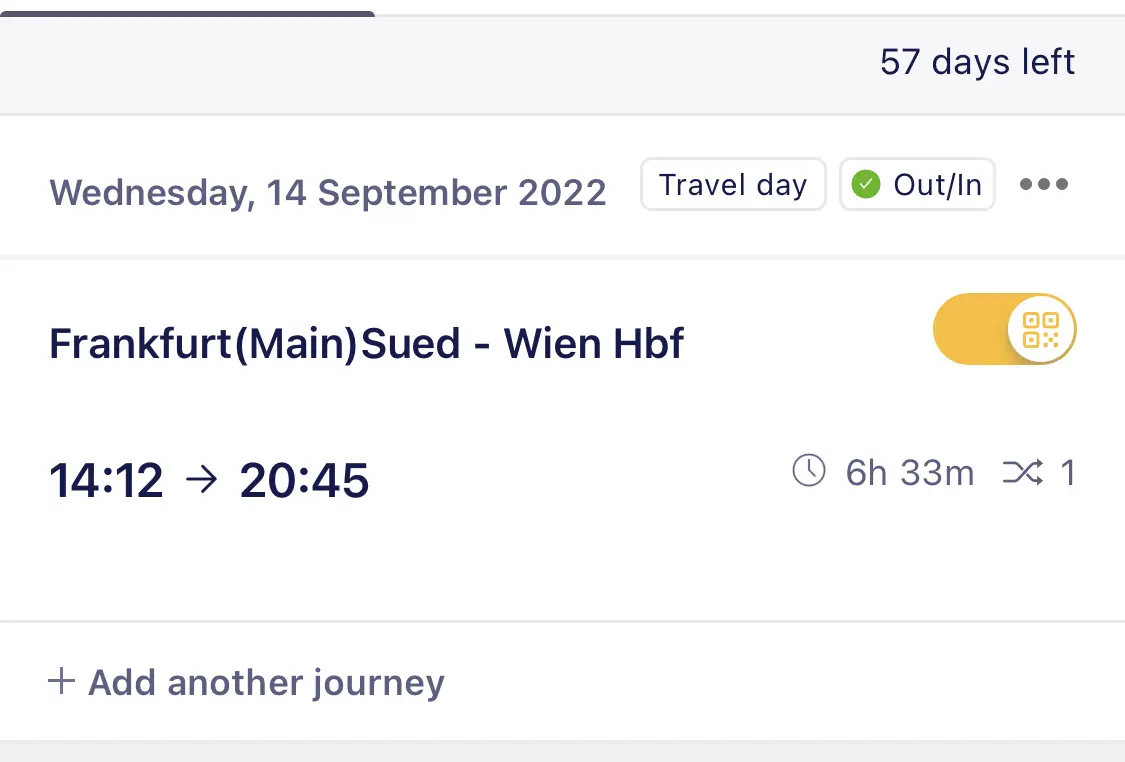 57 days left
Wednesday, 14 September 2022 Travel day Out/In
Frankfurt(Main)Sued - Wien Hbf
14:12 → 20:45 6h 33m 1
+ Add another journey